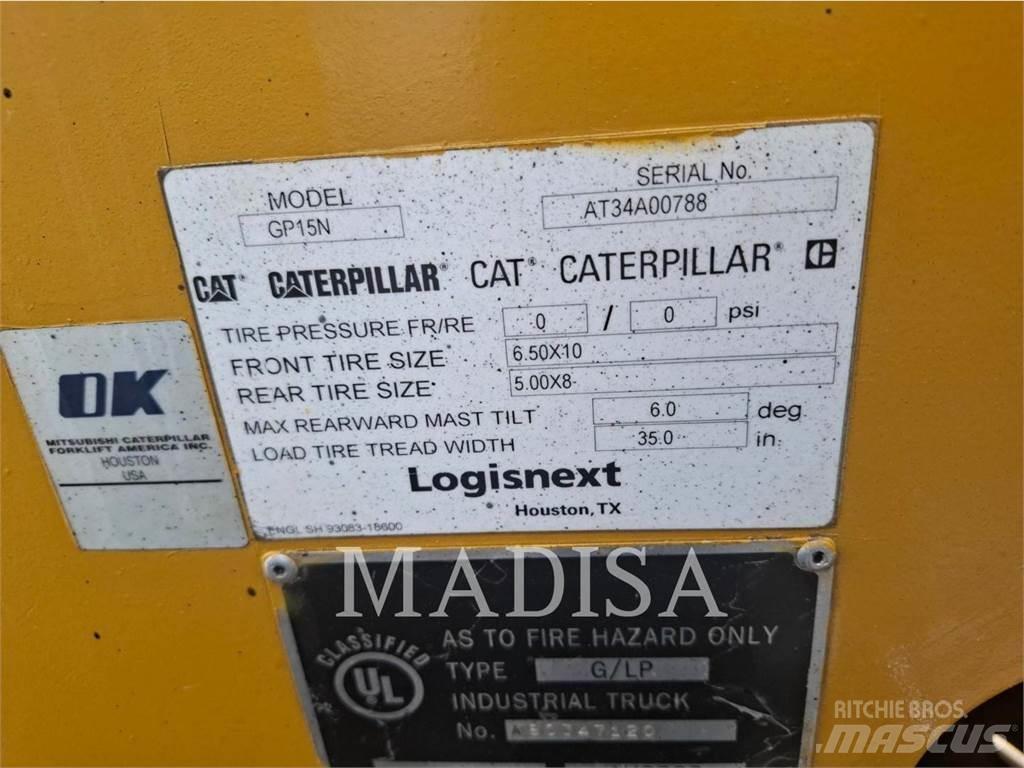 MODEL
GP15N
SERIAL No.
AT34A00788
CAT® CATERPILLAR® CAT® CATERPILLAR®
TIRE PRESSURE FR/RE 0 / 0 psi
FRONT TIRE SIZE 6.50X10
REAR TIRE SIZE 5.00X8
MAX REARWARD MAST TILT 6.0 deg
LOAD TIRE TREAD WIDTH 35.0 in.
Logisnext
Houston, TX
ENGLISH 93083-18600
OK
MITSUBISHI CATERPILLAR
FORKLIFT AMERICA INC.
HOUSTON
USA
MADISA
CLASSIFIED
UL
AS TO FIRE HAZARD ONLY
TYPE G/LP
INDUSTRIAL TRUCK
No.
RITCHIE BROS.
MASCUS